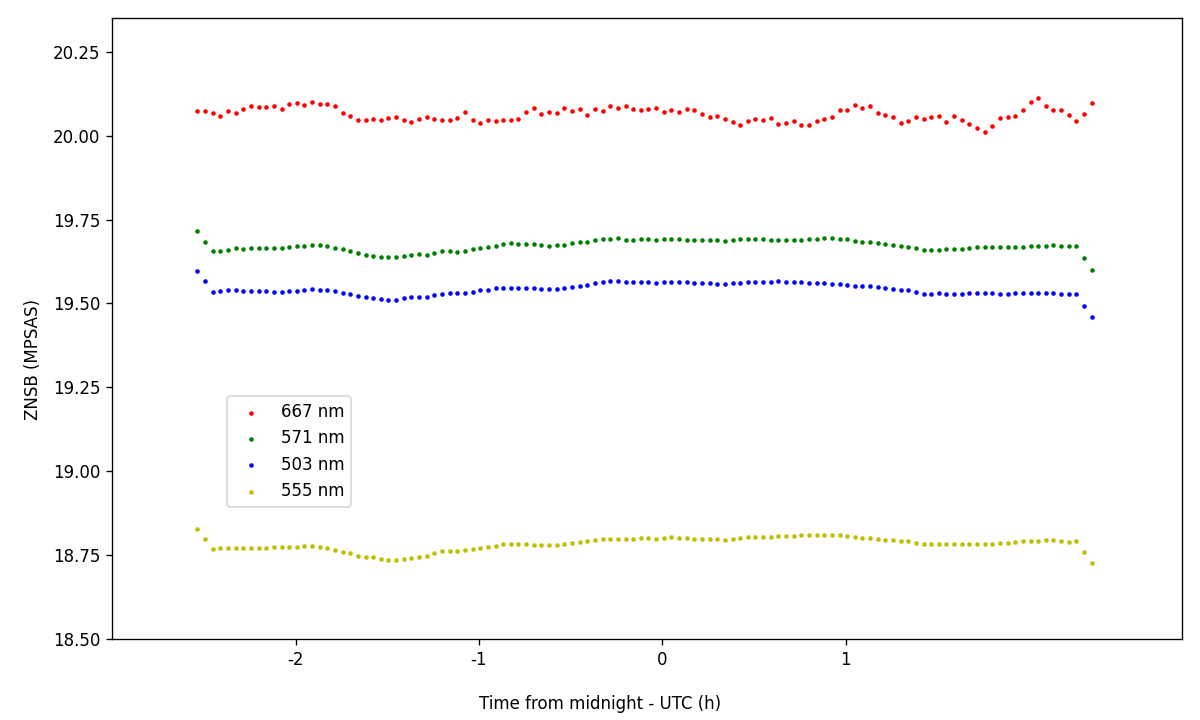 20.25
20.00
19.75
19.50
19.25
19.00
18.75
18.50
ZNSB (MPSAS)
667 nm
571 nm
503 nm
555 nm
-2 -1 0 1
Time from midnight - UTC (h)